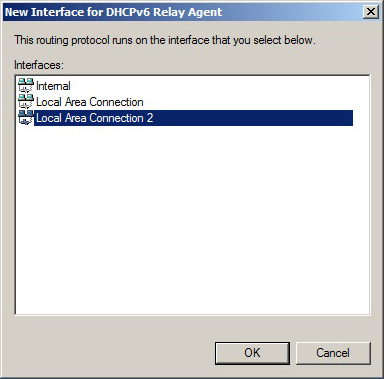 New Interface for DHCPv6 Relay Agent
This routing protocol runs on the interface that you select below.
Interfaces:
Internal
Local Area Connection
Local Area Connection 2
OK Cancel